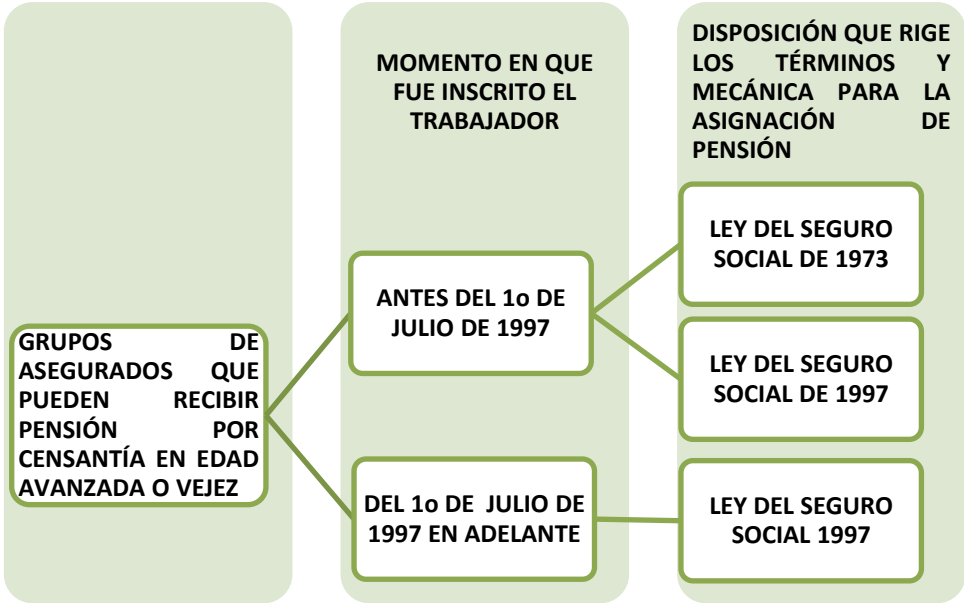 MOMENTO EN QUE
FUE INSCRITO EL
TRABAJADOR
DISPOSICIÓN QUE RIGE
LOS TÉRMINOS Y
MECÁNICA PARA LA
ASIGNACIÓN DE
PENSIÓN
GRUPOS DE
ASEGURADOS QUE
PUEDEN RECIBIR
PENSIÓN POR
CENSANTÍA EN EDAD
AVANZADA O VEJEZ
ANTES DEL 1o DE
JULIO DE 1997
LEY DEL SEGURO
SOCIAL DE 1973
LEY DEL SEGURO
SOCIAL DE 1997
DEL 1o DE JULIO DE
1997 EN ADELANTE
LEY DEL SEGURO
SOCIAL 1997